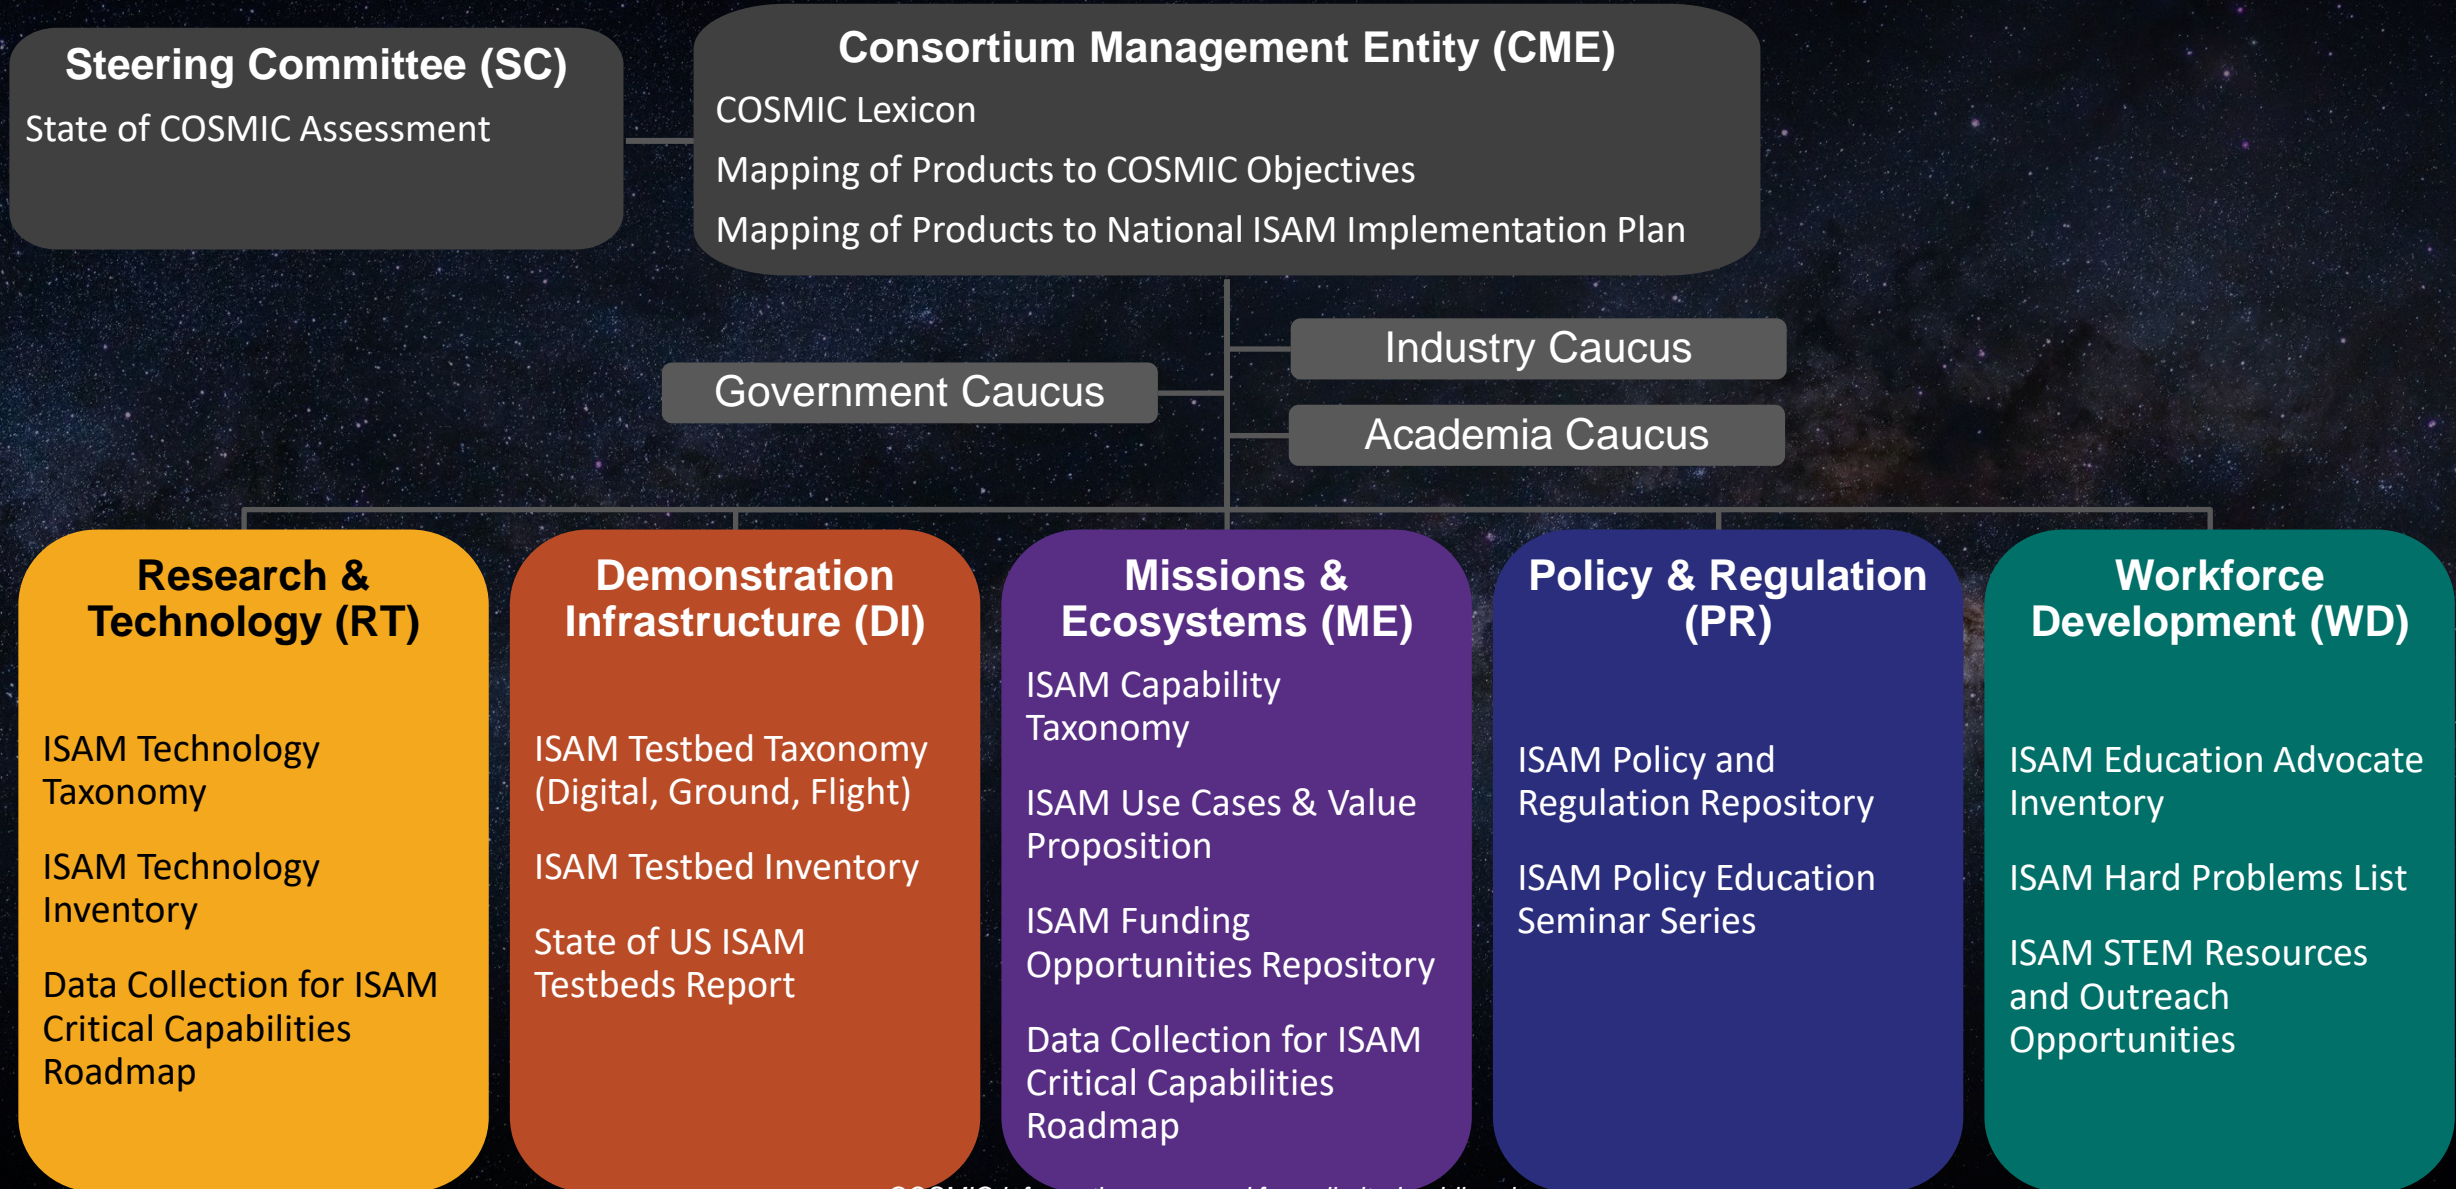 Steering Committee (SC)
State of COSMIC Assessment
Consortium Management Entity (CME)
COSMIC Lexicon
Mapping of Products to COSMIC Objectives
Mapping of Products to National ISAM Implementation Plan
Industry Caucus
Government Caucus
Academia Caucus
Research &
Technology (RT)
ISAM Technology
Taxonomy
ISAM Technology
Inventory
Data Collection for ISAM
Critical Capabilities
Roadmap
Demonstration
Infrastructure (DI)
ISAM Testbed Taxonomy
(Digital, Ground, Flight)
ISAM Testbed Inventory
State of US ISAM
Testbeds Report
Missions &
Ecosystems (ME)
ISAM Capability
Taxonomy
ISAM Use Cases & Value
Proposition
ISAM Funding
Opportunities Repository
Data Collection for ISAM
Critical Capabilities
Roadmap
Policy & Regulation
(PR)
ISAM Policy and
Regulation Repository
ISAM Policy Education
Seminar Series
Workforce
Development (WD)
ISAM Education Advocate
Inventory
ISAM Hard Problems List
ISAM STEM Resources
and Outreach
Opportunities